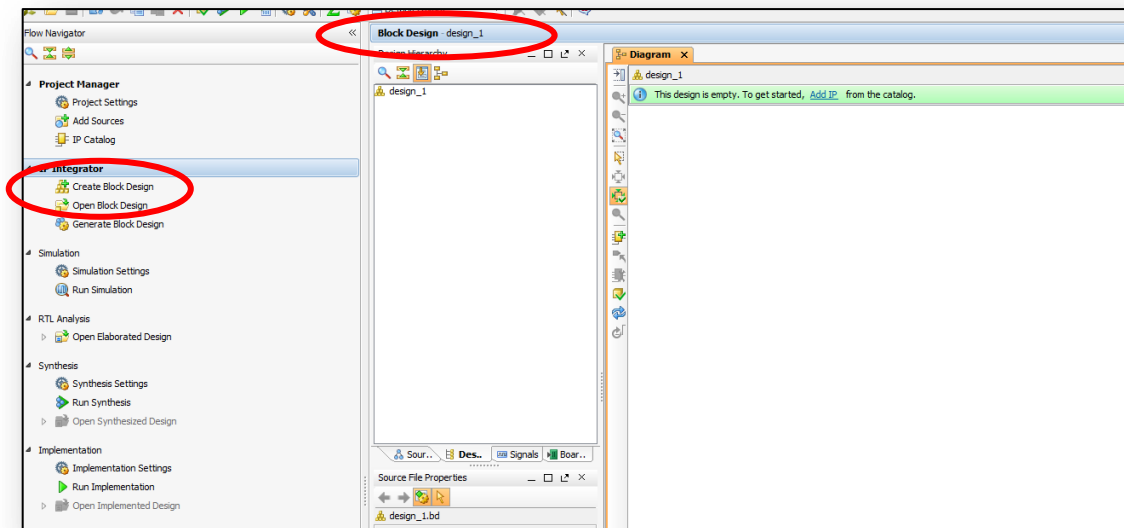 Flow Navigator
Project Manager
Project Settings
Add Sources
IP Catalog
IP Integrator
Create Block Design
Open Block Design
Generate Block Design
Simulation
Simulation Settings
Run Simulation
RTL Analysis
Open Elaborated Design
Synthesis
Synthesis Settings
Run Synthesis
Open Synthesized Design
Implementation
Implementation Settings
Run Implementation
Open Implemented Design
Block Design - design_1
Design Hierarchy
design_1
Sour.. Des.. Signals Boar..
Source File Properties
design_1.bd
Diagram
design_1
This design is empty. To get started, Add IP from the catalog.